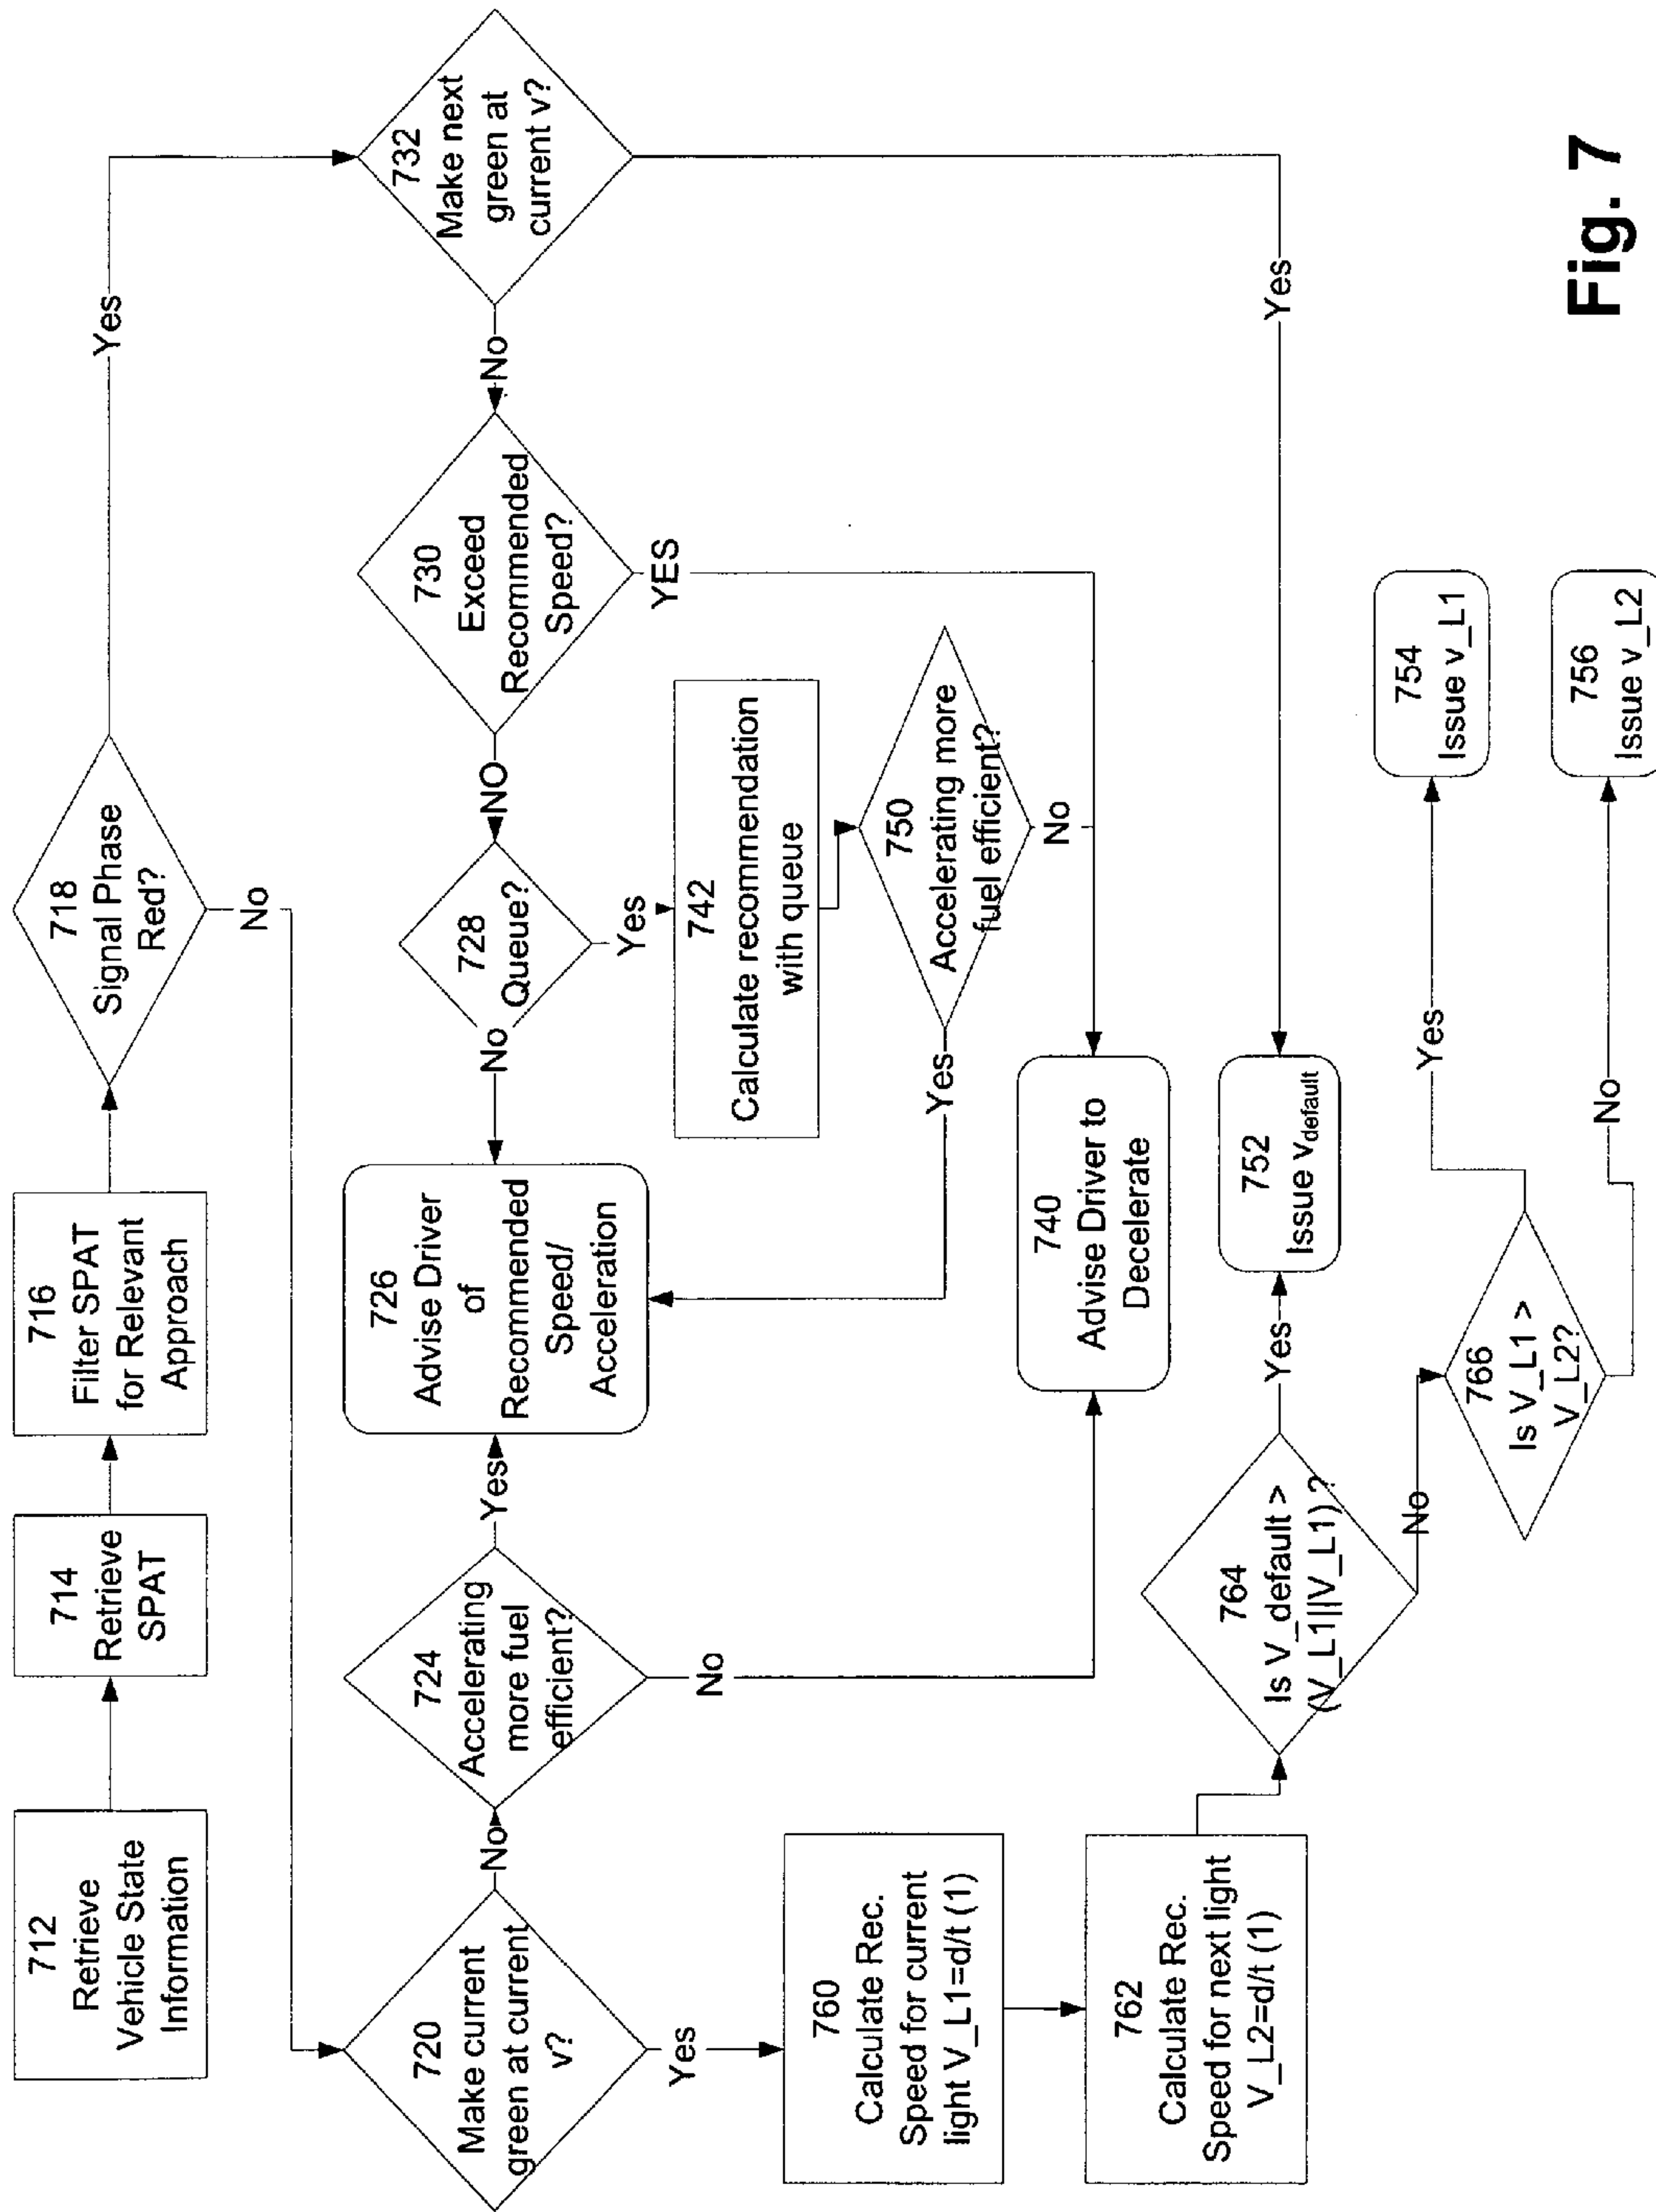 712
Retrieve
Vehicle State
Information
714
Retrieve
SPAT
716
Filter SPAT
for Relevant
Approach
718
Signal Phase
Red?
Yes
No
720
Make current
green at current
v?
No
724
Accelerating
more fuel
efficient?
Yes
726
Advise Driver
of
Recommended
Speed/
Acceleration
No
728
Queue?
NO
730
Exceed
Recommended
Speed?
No
732
Make next
green at
current v?
Yes
742
Calculate recommendation
with queue
YES
750
Accelerating more
fuel efficient?
Yes
No
No
740
Advise Driver to
Decelerate
Yes
760
Calculate Rec.
Speed for current
light V_L1=d/t (1)
762
Calculate Rec.
Speed for next light
V_L2=d/t (1)
764
Is V_default >
(V_L1||V_L1) ?
Yes
752
Issue vdefault
Yes
No
766
Is V_L1 >
V_L2?
Yes
754
Issue v_L1
No
756
Issue v_L2
Fig. 7